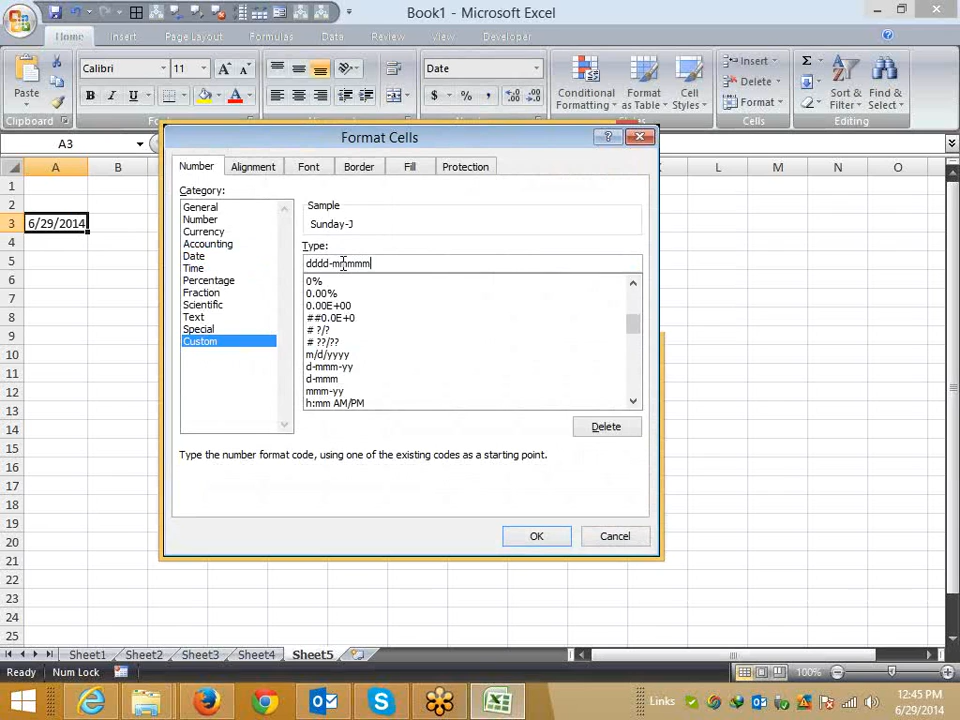 Book1 - Microsoft Excel
Home Insert Page Layout Formulas Data Review View Developer
Calibri 11 Date
Paste
B I U $ % ,
Conditional Formatting Format as Table Cell Styles
Insert
Delete
Format
Sort & Filter Find & Select
Clipboard Cells Editing
A3
Format Cells
A B L M N O
Number Alignment Font Border Fill Protection
Category:
General
Number
Currency
Accounting
Date
Time
Percentage
Fraction
Scientific
Text
Special
Custom
Sample
Sunday-J
Type:
dddd-mmmmm
0%
0.00%
0.00E+00
##0.0E+0
# ?/?
# ??/??
m/d/yyyy
d-mmm-yy
d-mmm
mmm-yy
h:mm AM/PM
Delete
Type the number format code, using one of the existing codes as a starting point.
OK Cancel
1
2
3 6/29/2014
4
5
6
7
8
9
10
11
12
13
14
15
16
17
18
19
20
21
22
23
24
25
Sheet1 Sheet2 Sheet3 Sheet4 Sheet5
Ready Num Lock 100%
Links 12:45 PM
6/29/2014